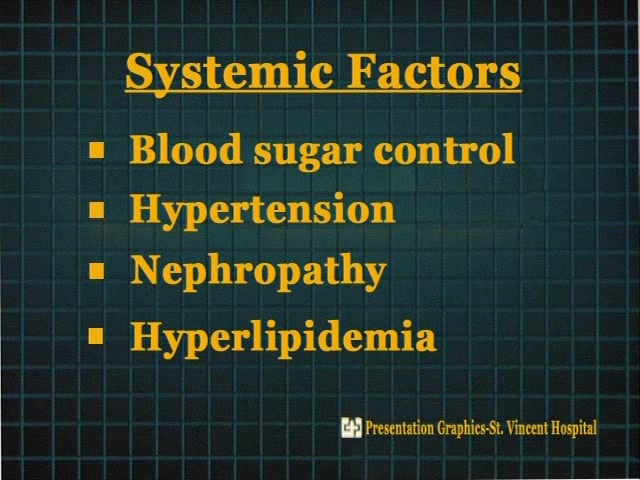 Systemic Factors
Blood sugar control
Hypertension
Nephropathy
Hyperlipidemia
Presentation Graphics-St. Vincent Hospital